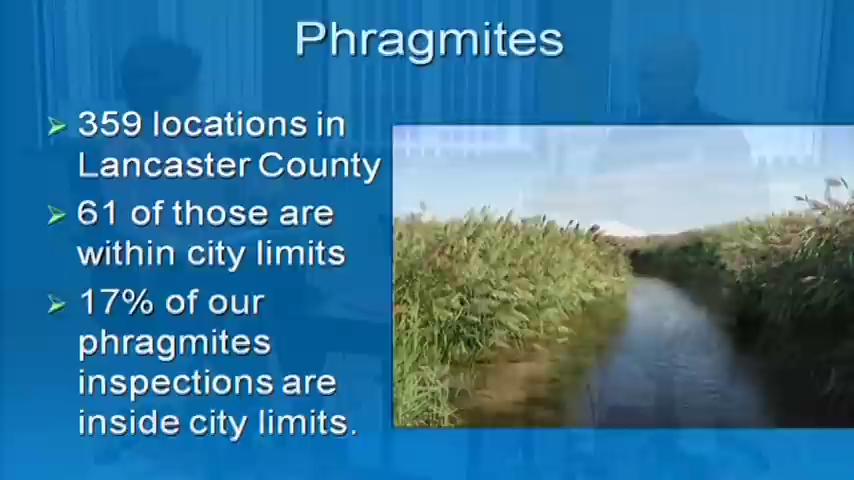 Phragmites
359 locations in
Lancaster County
61 of those are
within city limits
17% of our
phragmites
inspections are
inside city limits.